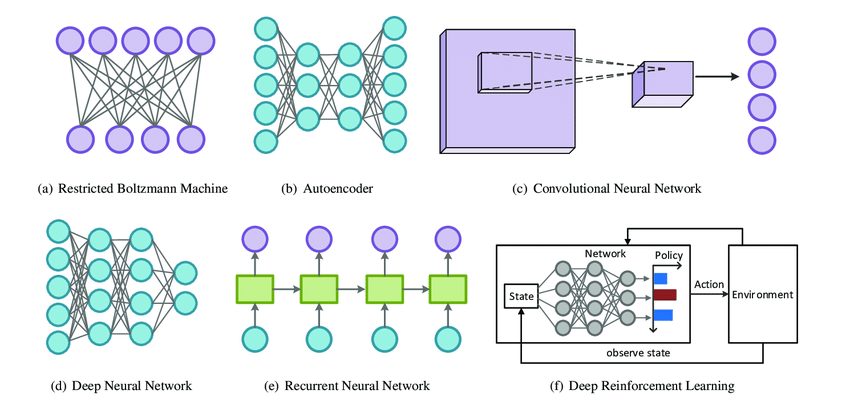 (a) Restricted Boltzmann Machine
(b) Autoencoder
(c) Convolutional Neural Network
Network
Policy
State
Action
Environment
observe state
(d) Deep Neural Network
(e) Recurrent Neural Network
(f) Deep Reinforcement Learning